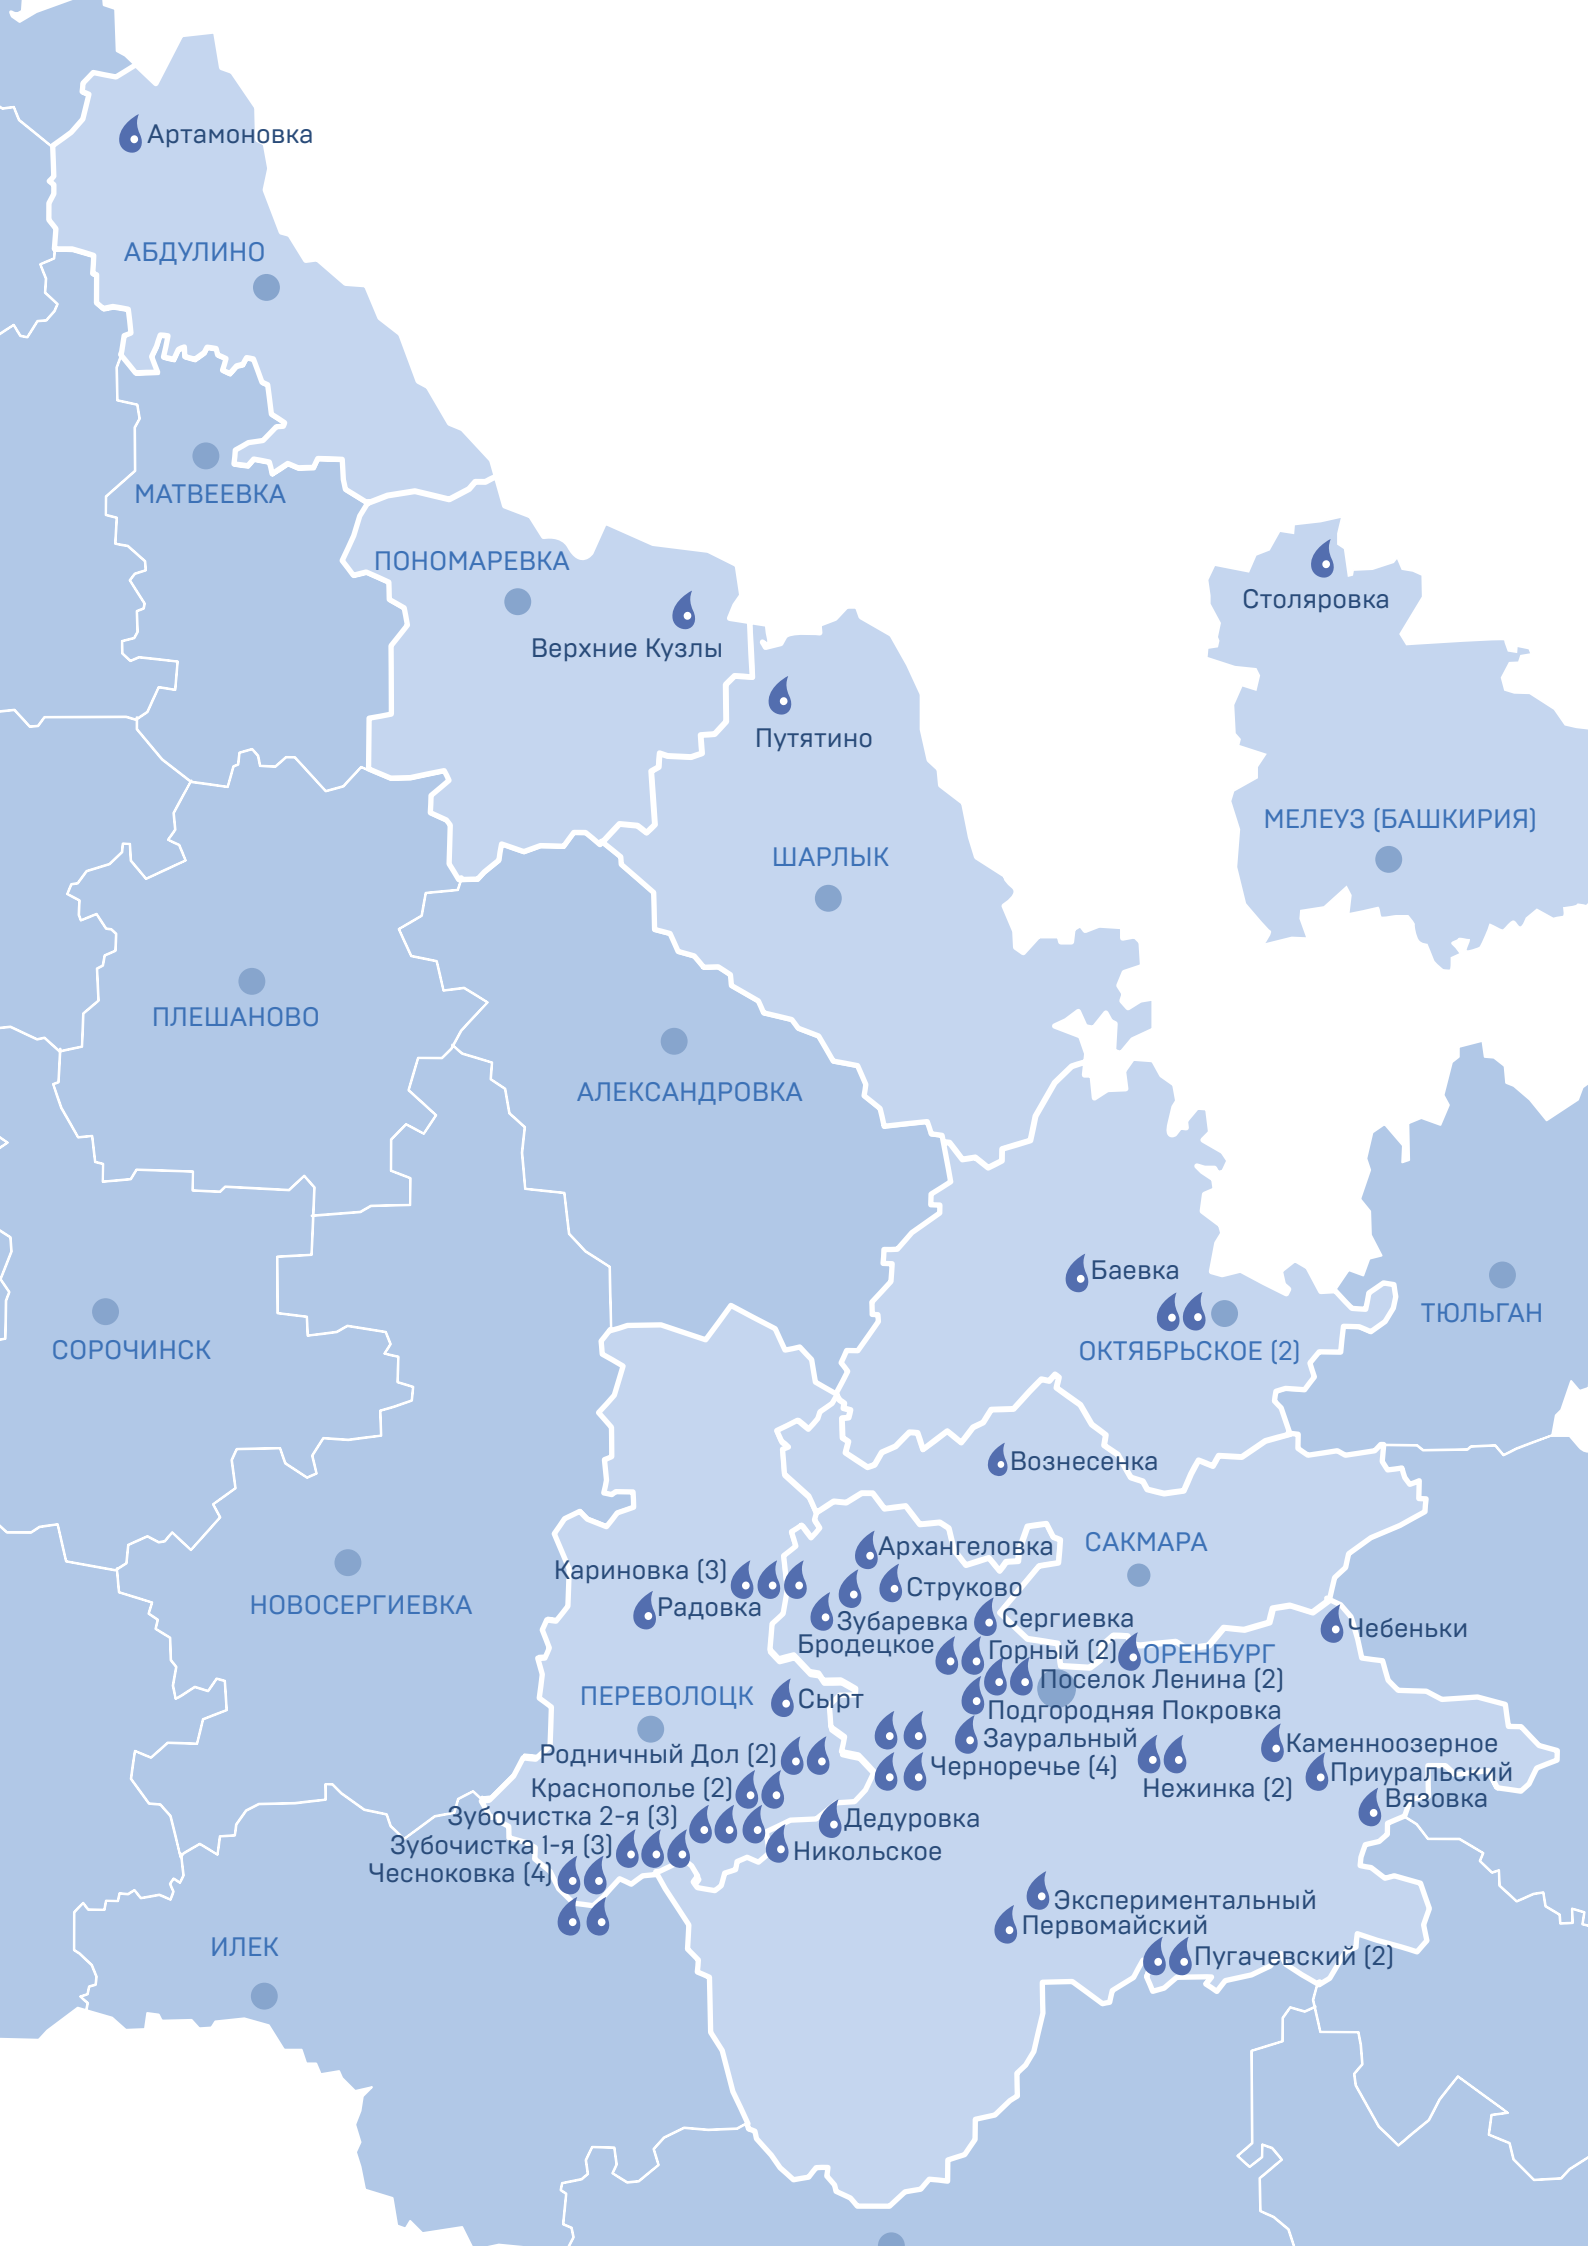 Артамоновка
АБДУЛИНО
МАТВЕЕВКА
ПОНОМАРЕВКА
Столяровка
Верхние Кузлы
Путятино
МЕЛЕУЗ (БАШКИРИЯ)
ШАРЛЫК
ПЛЕШАНОВО
АЛЕКСАНДРОВКА
Баевка
ТЮЛЬГАН
СОРОЧИНСК
ОКТЯБРЬСКОЕ (2)
Вознесенка
САКМАРА
Архангеловка
Кариновка (3)
Струково
НОВОСЕРГИЕВКА
Радовка
Зубаревка
Сергиевка
Чебеньки
Бродецкое
Горный (2)
ОРЕНБУРГ
Поселок Ленина (2)
ПЕРЕВОЛОЦК
Сырт
Подгородняя Покровка
Зауральный
Каменноозерное
Родничный Дол (2)
Черноречье (4)
Приуральский
Краснополье (2)
Нежинка (2)
Вязовка
Зубочистка 2-я (3)
Дедуровка
Зубочистка 1-я (3)
Никольское
Чесноковка (4)
Экспериментальный
Первомайский
ИЛЕК
Пугачевский (2)